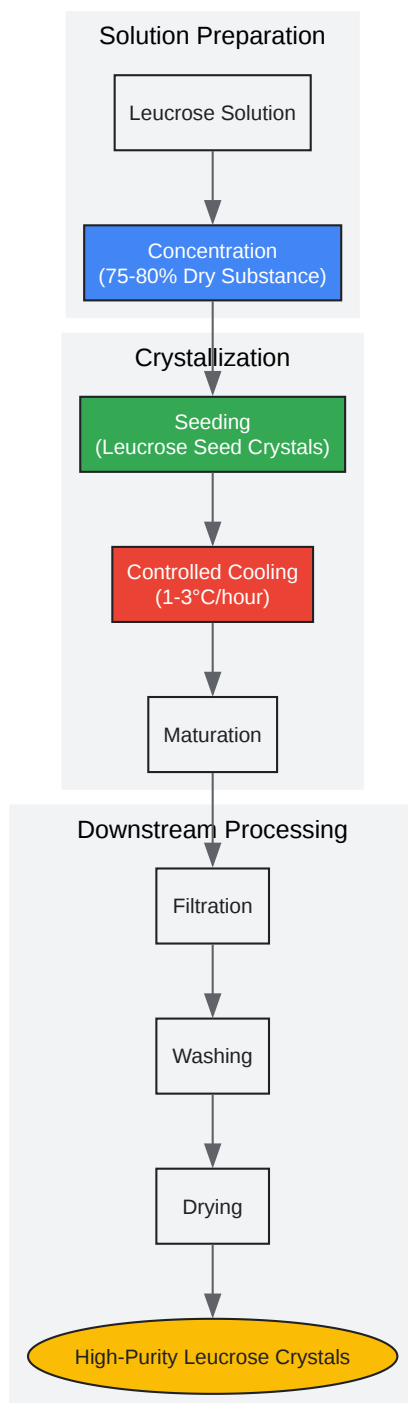 Solution Preparation
Leucrose Solution
Concentration
(75-80% Dry Substance)
Crystallization
Seeding
(Leucrose Seed Crystals)
Controlled Cooling
(1-3°C/hour)
Maturation
Downstream Processing
Filtration
Washing
Drying
High-Purity Leucrose Crystals